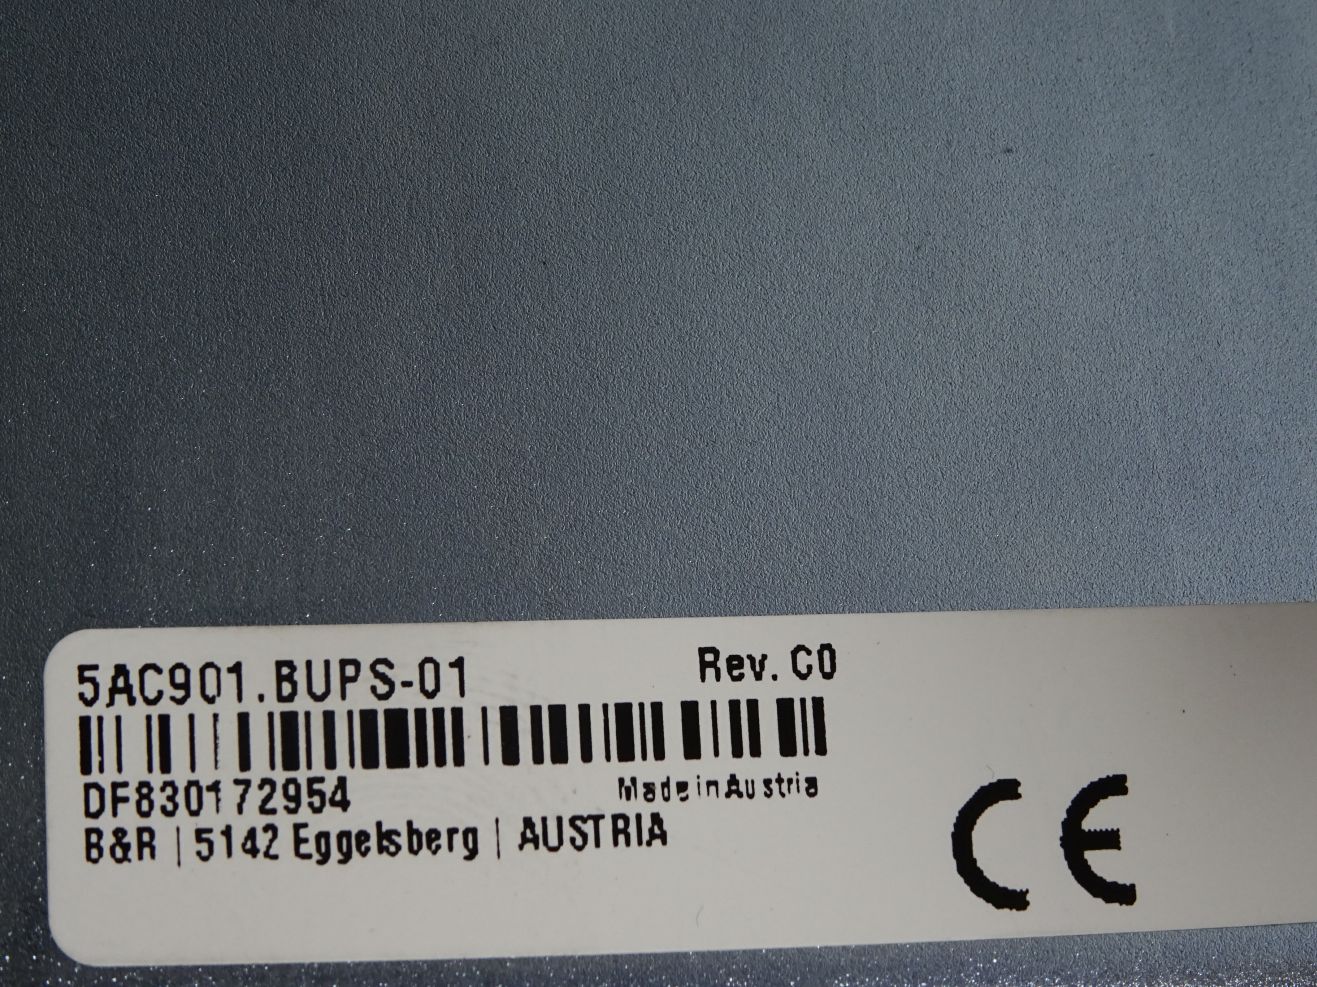 5AC901.BUPS-01 Rev. C0
DF830172954 Made in Austria
B&R | 5142 Eggelsberg | AUSTRIA
CE